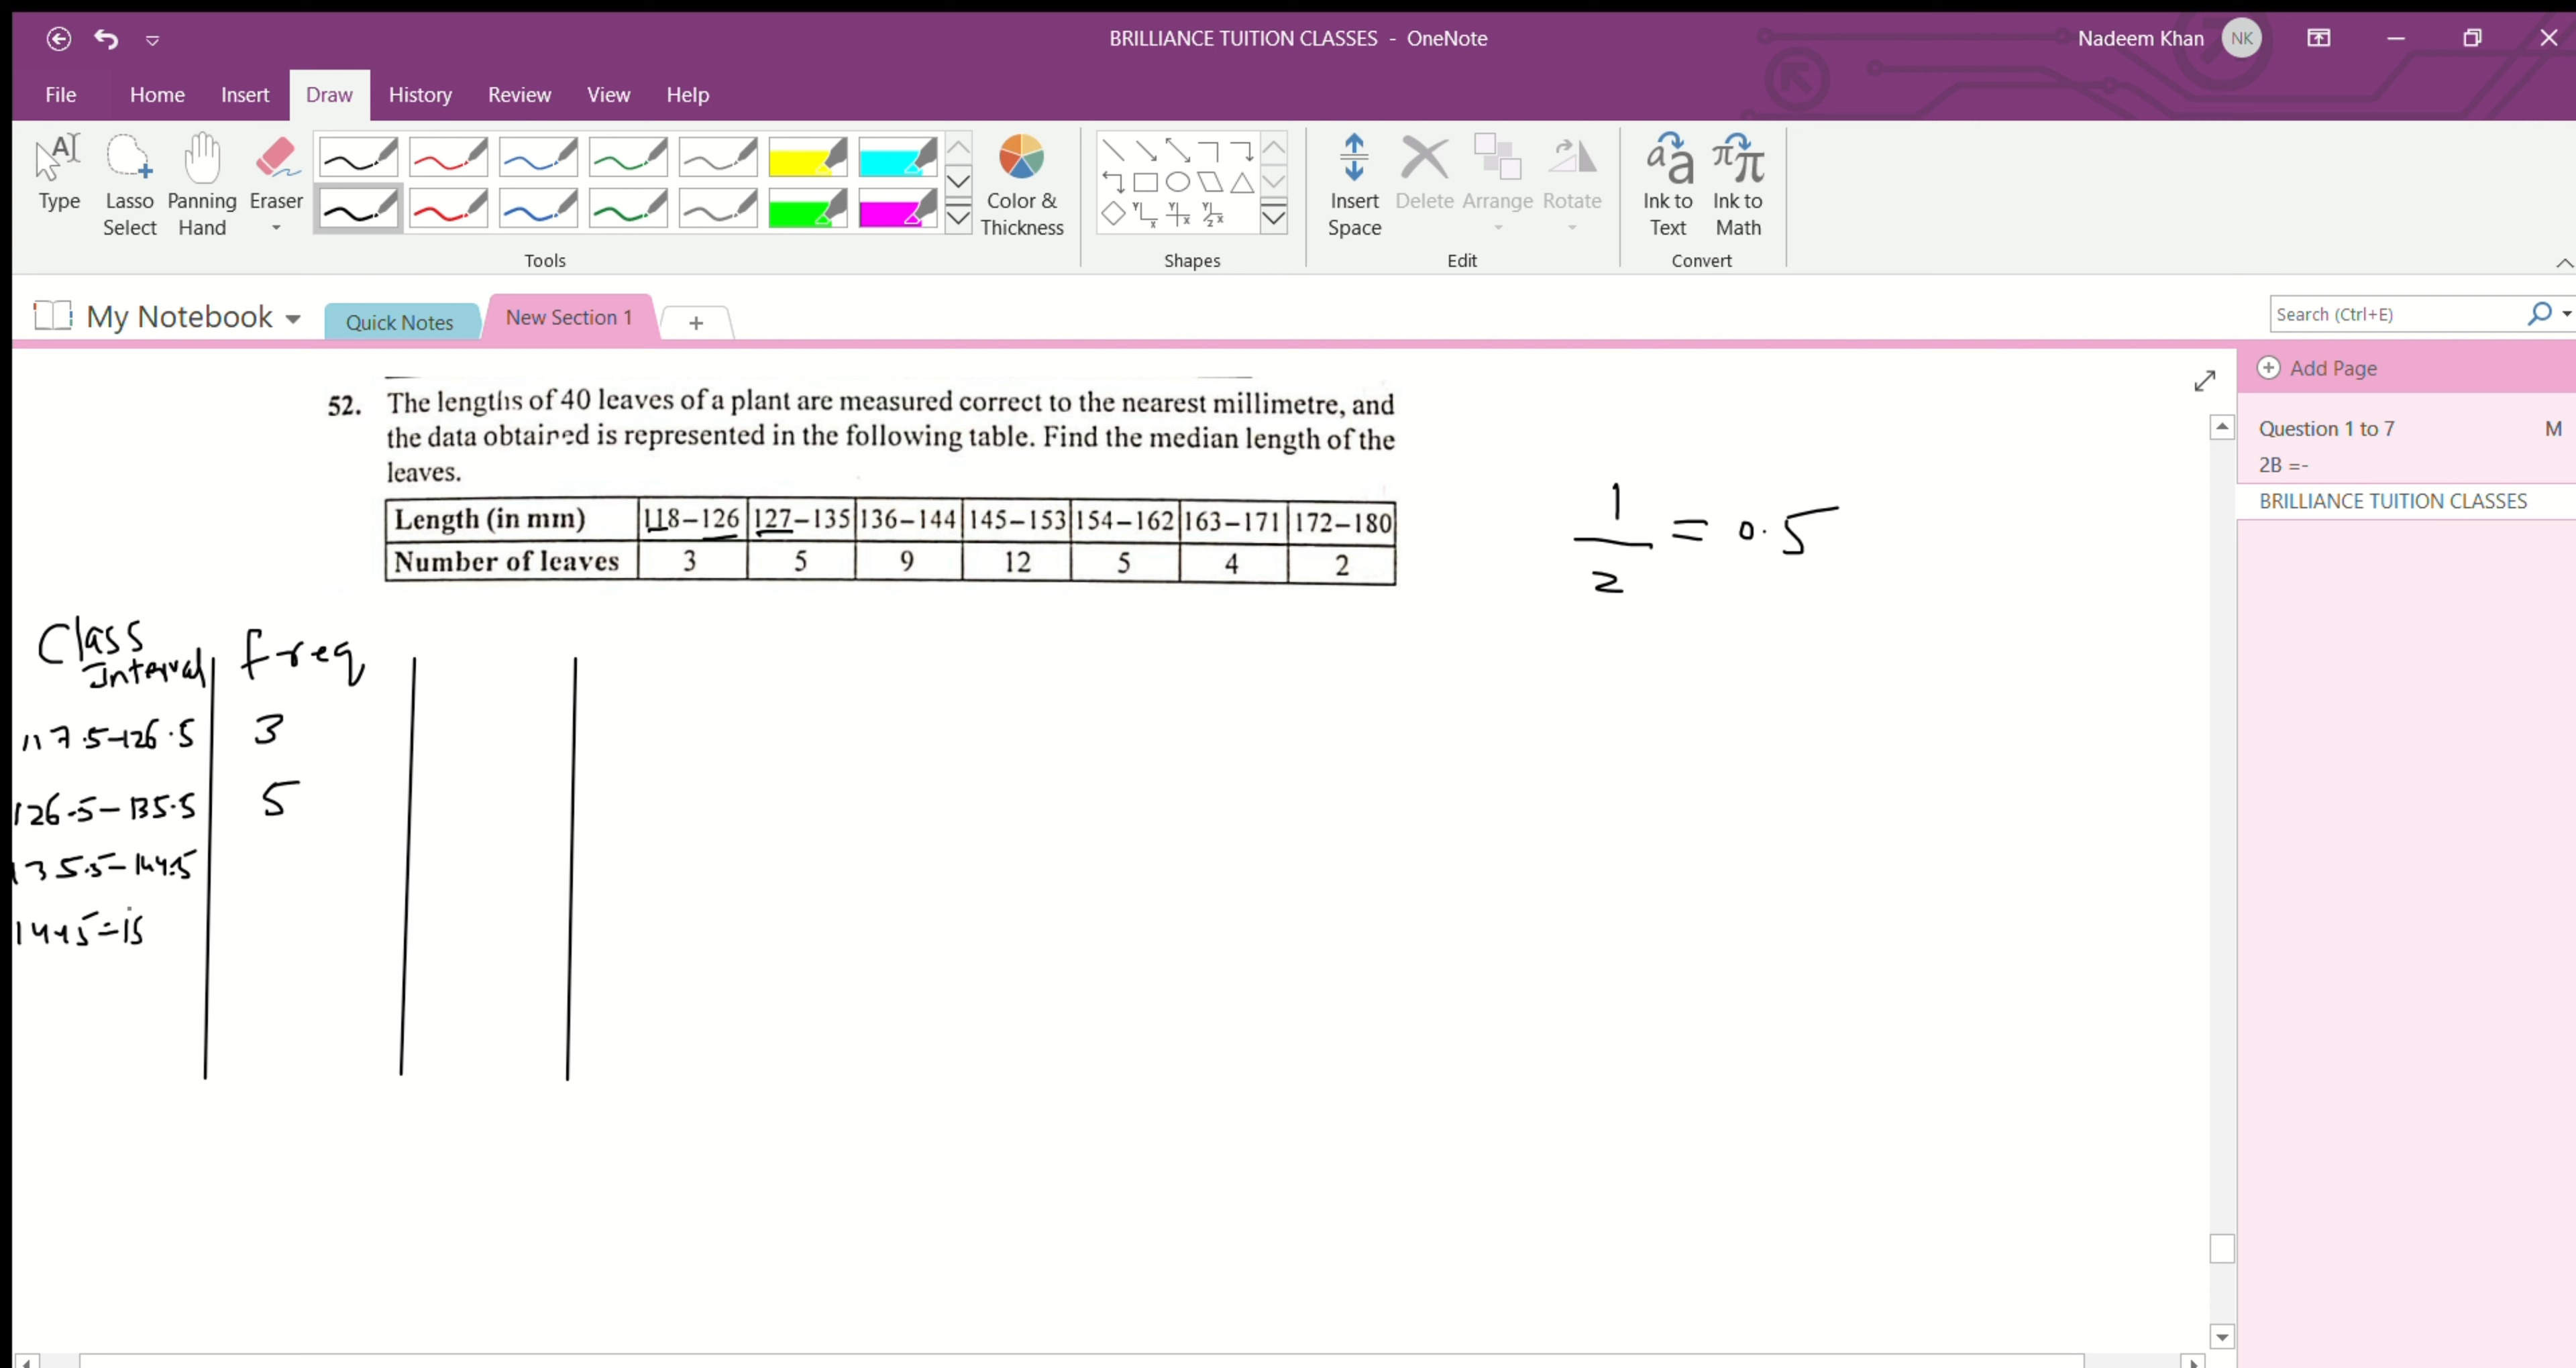 BRILLIANCE TUITION CLASSES - OneNote
Nadeem Khan NK
File Home Insert Draw History Review View Help
Type
Lasso Select
Panning Hand
Eraser
Color & Thickness
Insert Space
Delete
Arrange
Rotate
Ink to Text
Ink to Math
Tools Shapes Edit Convert
My Notebook Quick Notes New Section 1 +
Search (Ctrl+E)
Add Page
Question 1 to 7 M
2B =-
BRILLIANCE TUITION CLASSES
52. The lengths of 40 leaves of a plant are measured correct to the nearest millimetre, and
the data obtained is represented in the following table. Find the median length of the
leaves.
Length (in mm) 118–126 127–135 136–144 145–153 154–162 163–171 172–180
Number of leaves 3 5 9 12 5 4 2
1/2 = 0.5
Class Interval freq
117.5–126.5 3
126.5–135.5 5
135.5–144.5
144.5–15